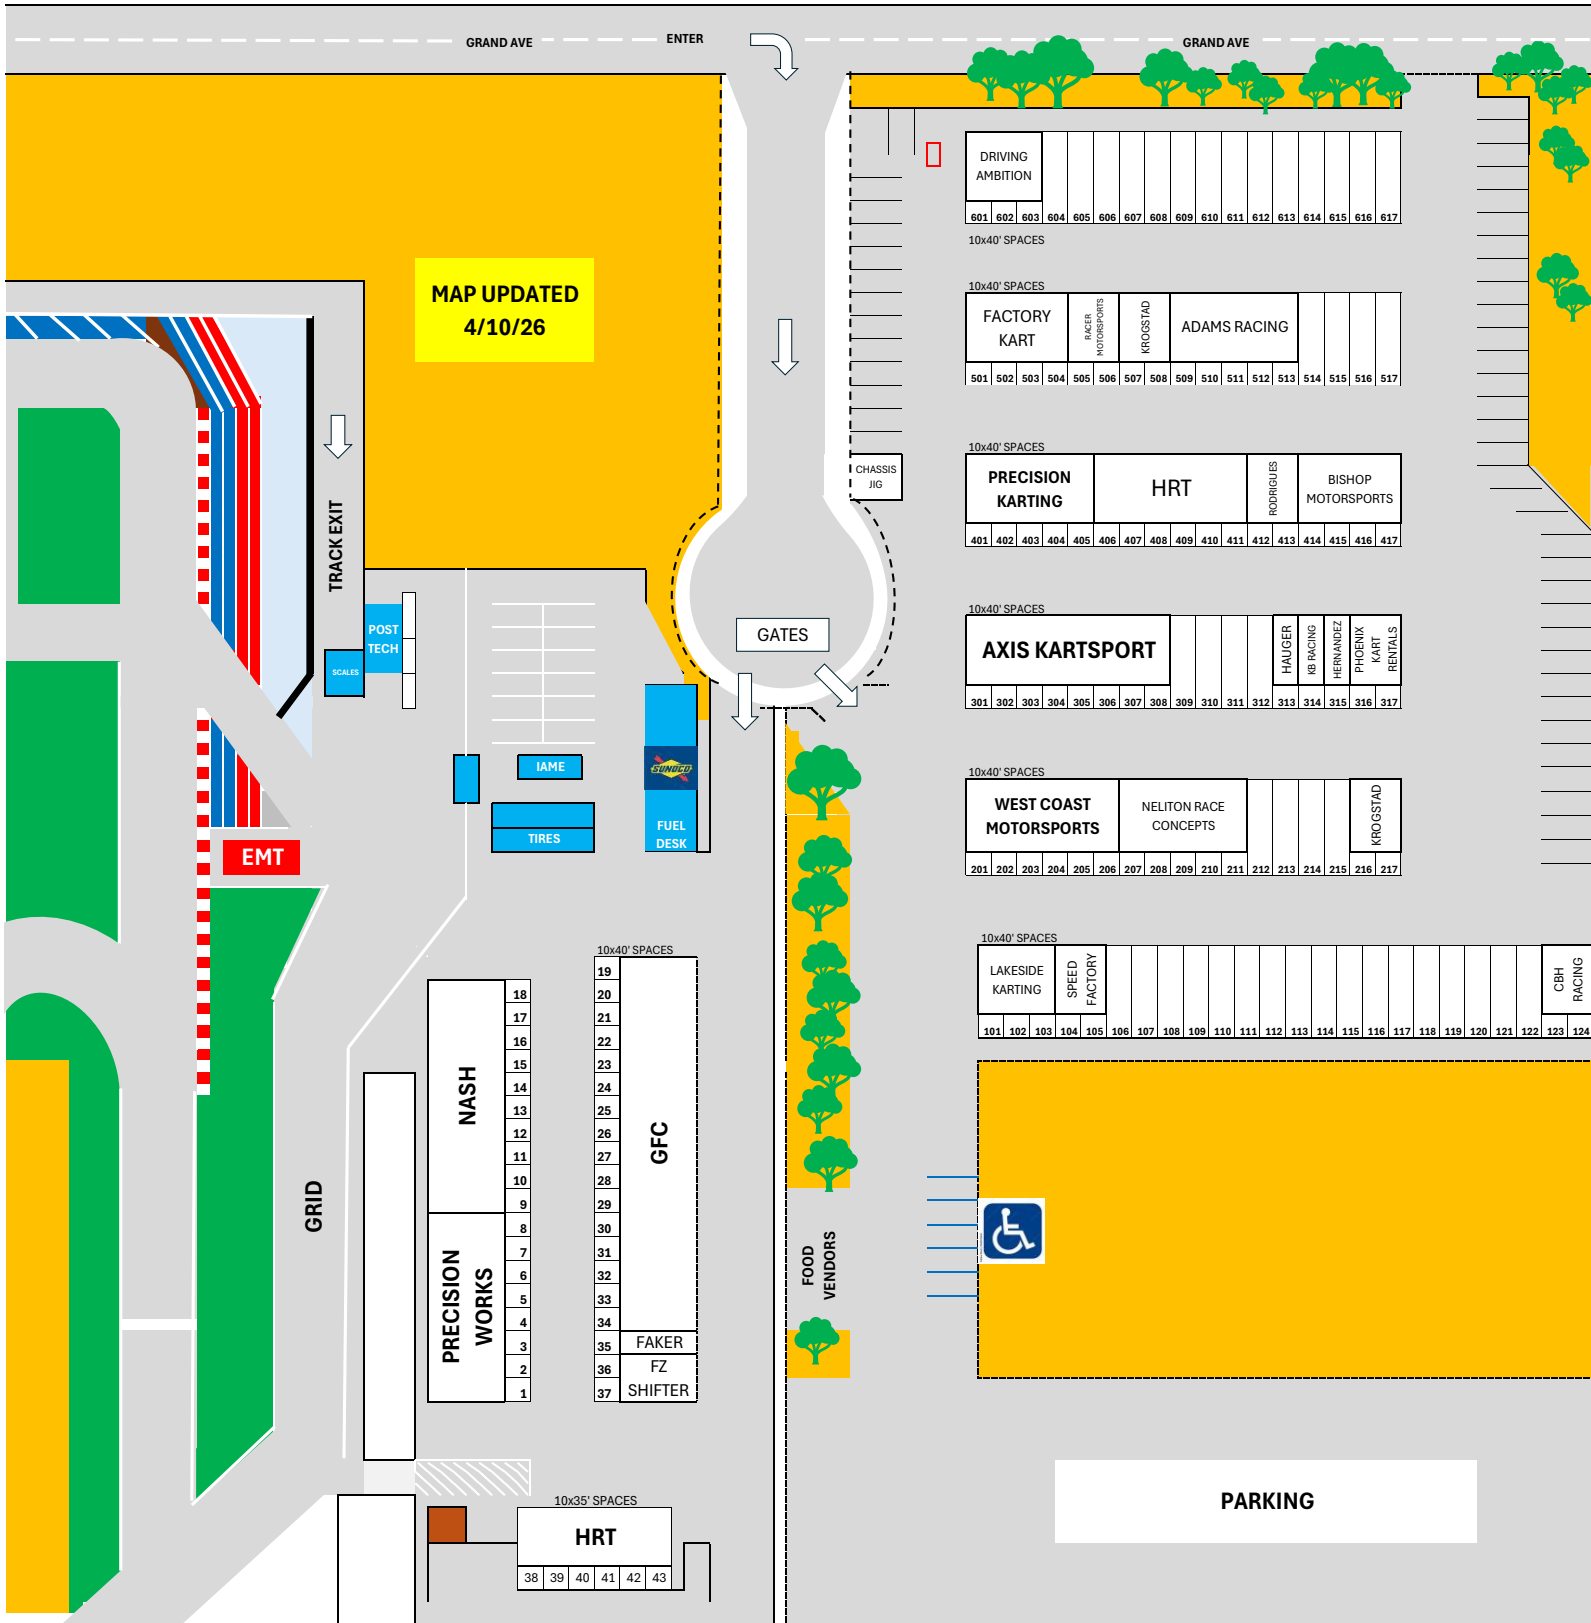 GRAND AVE
ENTER
GRAND AVE
DRIVING
AMBITION
601 602 603 604 605 606 607 608 609 610 611 612 613 614 615 616 617
10x40' SPACES
MAP UPDATED
4/10/26
10x40' SPACES
FACTORY
KART
RACER
MOTORSPORTS
KROGSTAD
ADAMS RACING
501 502 503 504 505 506 507 508 509 510 511 512 513 514 515 516 517
10x40' SPACES
CHASSIS
JIG
PRECISION
KARTING
HRT
RODRIGUES
BISHOP
MOTORSPORTS
401 402 403 404 405 406 407 408 409 410 411 412 413 414 415 416 417
TRACK EXIT
POST
TECH
SCALES
GATES
10x40' SPACES
AXIS KARTSPORT
HAUGER
KB RACING
HERNANDEZ
PHOENIX
KART
RENTALS
301 302 303 304 305 306 307 308 309 310 311 312 313 314 315 316 317
IAME
SUNOCO
TIRES
FUEL
DESK
10x40' SPACES
WEST COAST
MOTORSPORTS
NELITON RACE
CONCEPTS
KROGSTAD
201 202 203 204 205 206 207 208 209 210 211 212 213 214 215 216 217
EMT
10x40' SPACES
LAKESIDE
KARTING
SPEED
FACTORY
CBH
RACING
101 102 103 104 105 106 107 108 109 110 111 112 113 114 115 116 117 118 119 120 121 122 123 124
10x40' SPACES
NASH
18
17
16
15
14
13
12
11
10
9
PRECISION
WORKS
8
7
6
5
4
3
2
1
19
20
21
22
23
24
25
26
27
28
29
30
31
32
33
34
35
36
37
GFC
FAKER
FZ
SHIFTER
GRID
FOOD
VENDORS
10x35' SPACES
HRT
38 39 40 41 42 43
PARKING